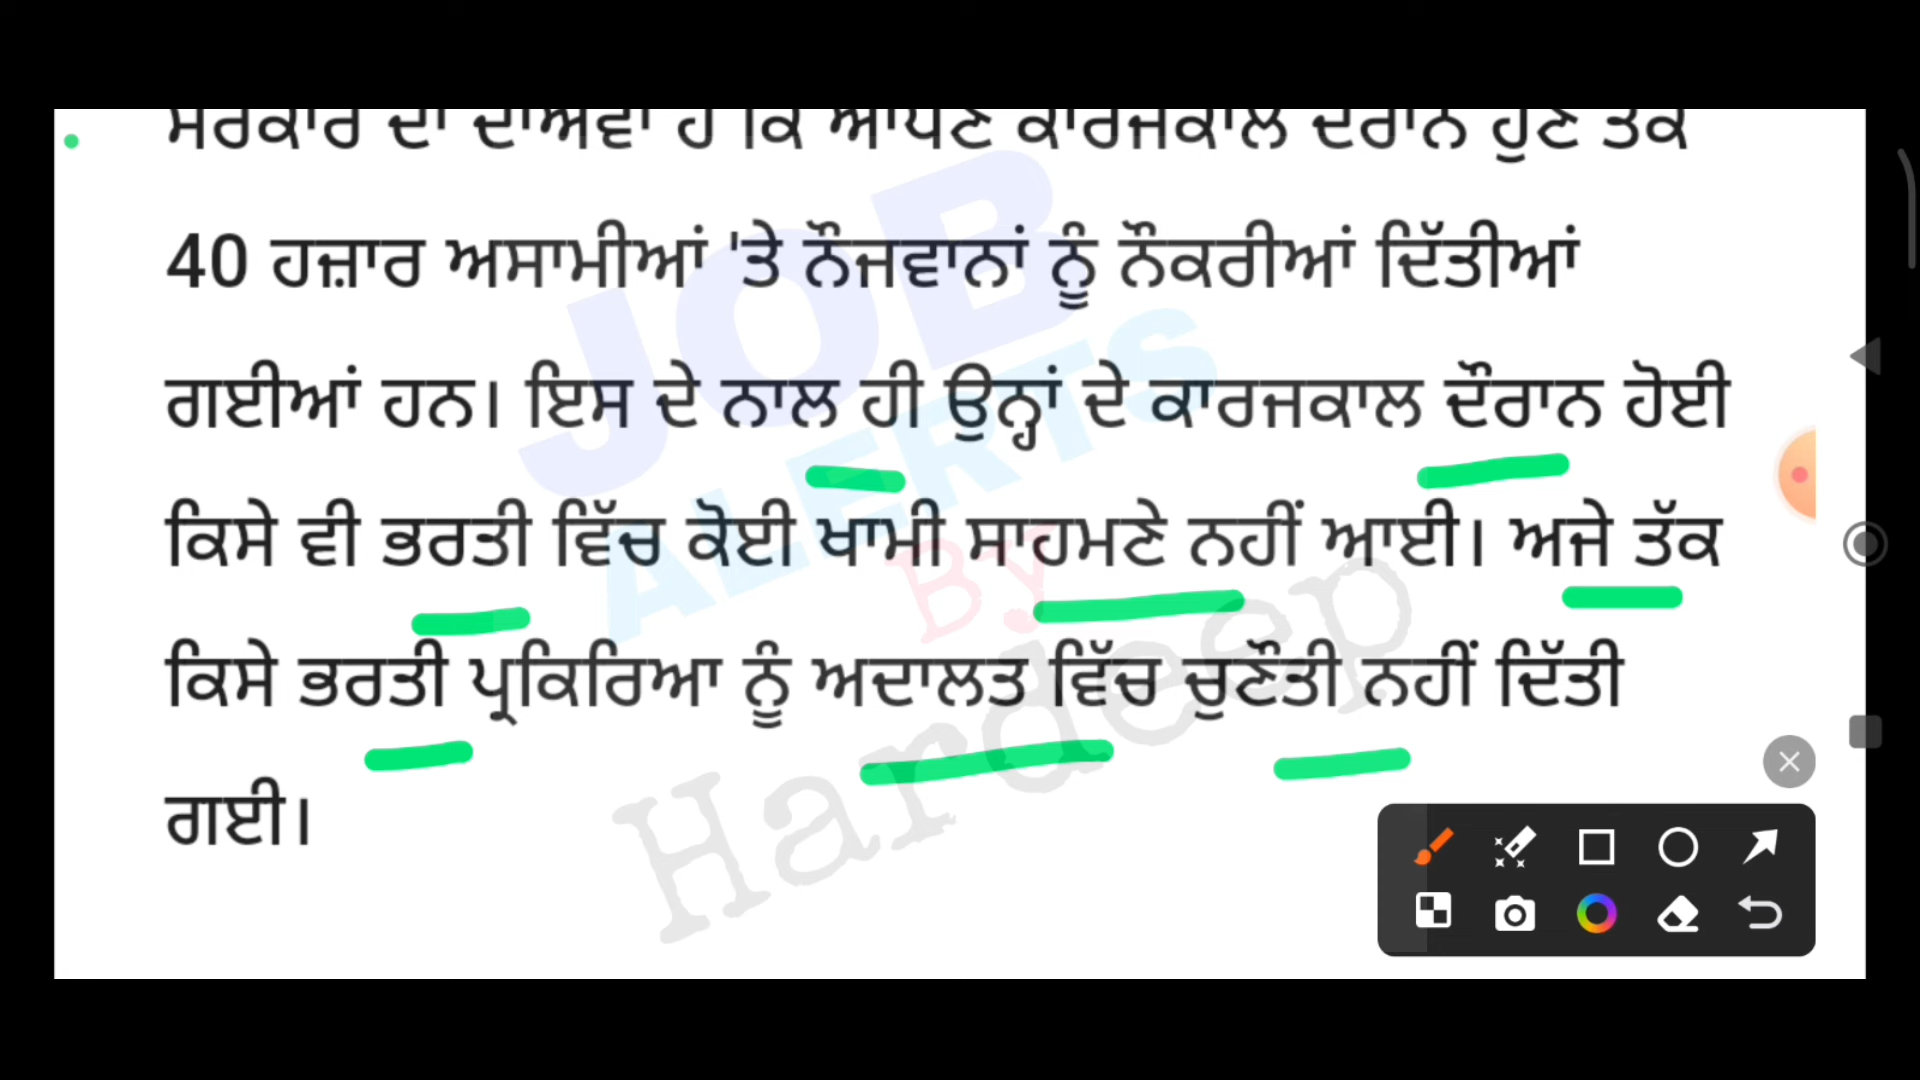 ਸਰਕਾਰ ਦਾ ਦਾਅਵਾ ਹੈ ਕਿ ਆਪਣੇ ਕਾਰਜਕਾਲ ਦੌਰਾਨ ਹੁਣ ਤੱਕ
40 ਹਜ਼ਾਰ ਅਸਾਮੀਆਂ 'ਤੇ ਨੌਜਵਾਨਾਂ ਨੂੰ ਨੌਕਰੀਆਂ ਦਿੱਤੀਆਂ
ਗਈਆਂ ਹਨ। ਇਸ ਦੇ ਨਾਲ ਹੀ ਉਨ੍ਹਾਂ ਦੇ ਕਾਰਜਕਾਲ ਦੌਰਾਨ ਹੋਈ
ਕਿਸੇ ਵੀ ਭਰਤੀ ਵਿੱਚ ਕੋਈ ਖਾਮੀ ਸਾਹਮਣੇ ਨਹੀਂ ਆਈ। ਅਜੇ ਤੱਕ
ਕਿਸੇ ਭਰਤੀ ਪ੍ਰਕਿਰਿਆ ਨੂੰ ਅਦਾਲਤ ਵਿੱਚ ਚੁਣੌਤੀ ਨਹੀਂ ਦਿੱਤੀ
ਗਈ।
JOB
ALERTS
By
Hardeep